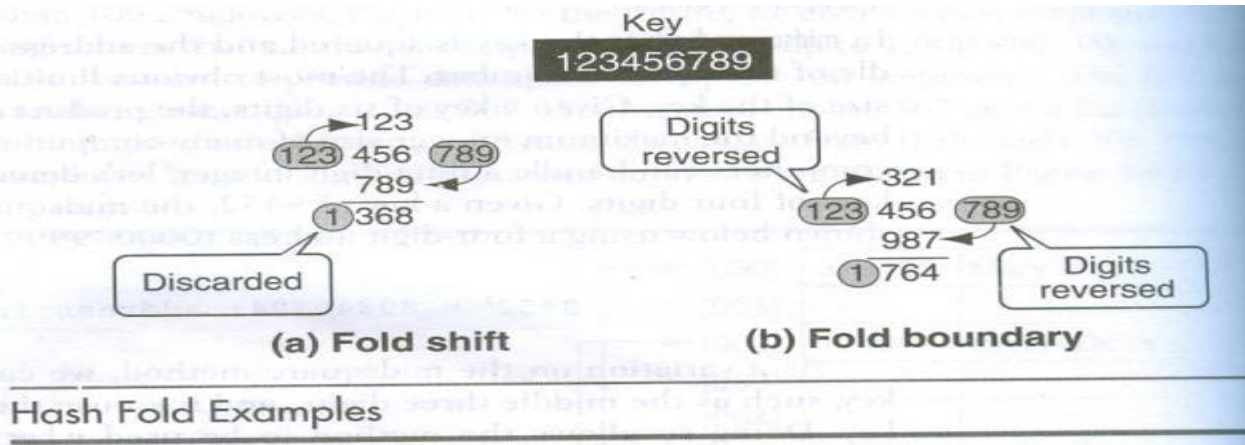 Key
123456789
123
123 456 789
789
1 368
Discarded
(a) Fold shift
Digits
reversed
321
123 456 789
987
1 764
Digits
reversed
(b) Fold boundary
Hash Fold Examples